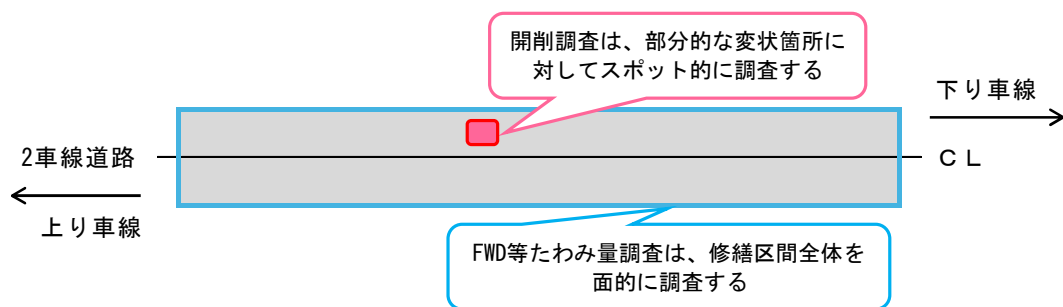 開削調査は、部分的な変状箇所に
対してスポット的に調査する
下り車線
2車線道路
ＣＬ
上り車線
FWD等たわみ量調査は、修繕区間全体を
面的に調査する